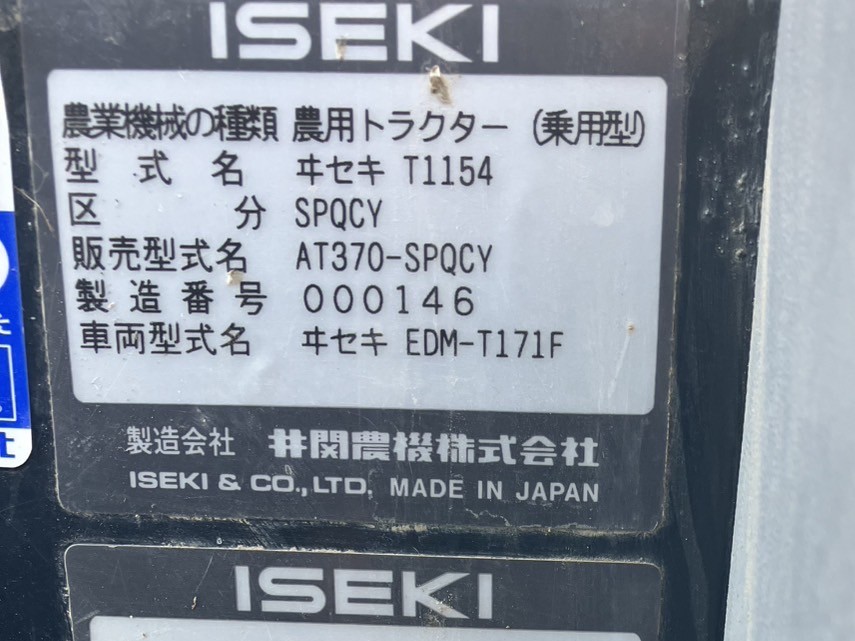 ISEKI
農業機械の種類 農用トラクター (乗用型)
型式名 ヰセキ T1154
区分 SPQCY
販売型式名 AT370-SPQCY
製造番号 000146
車両型式名 ヰセキ EDM-T171F
製造会社 井関農機株式会社
ISEKI & CO., LTD. MADE IN JAPAN
ISEKI